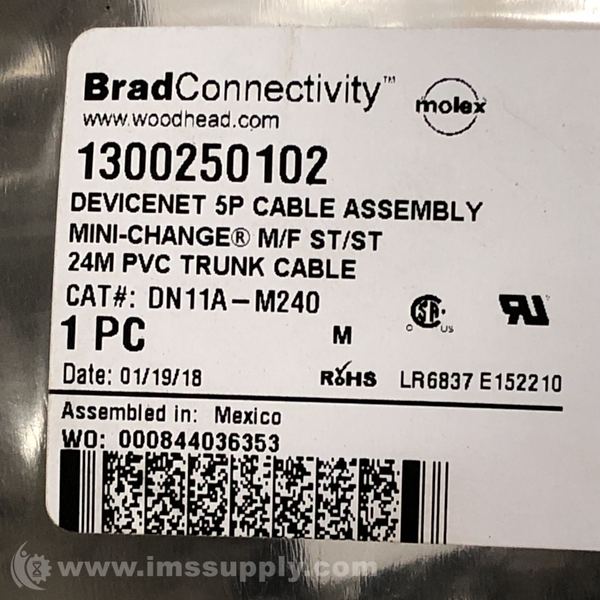 BradConnectivity™
molex
www.woodhead.com
1300250102
DEVICENET 5P CABLE ASSEMBLY
MINI-CHANGE® M/F ST/ST
24M PVC TRUNK CABLE
CAT#: DN11A-M240
1 PC
M
C US
Date: 01/19/18
RoHS
LR6837 E152210
Assembled in: Mexico
WO: 000844036353
www.imssupply.com